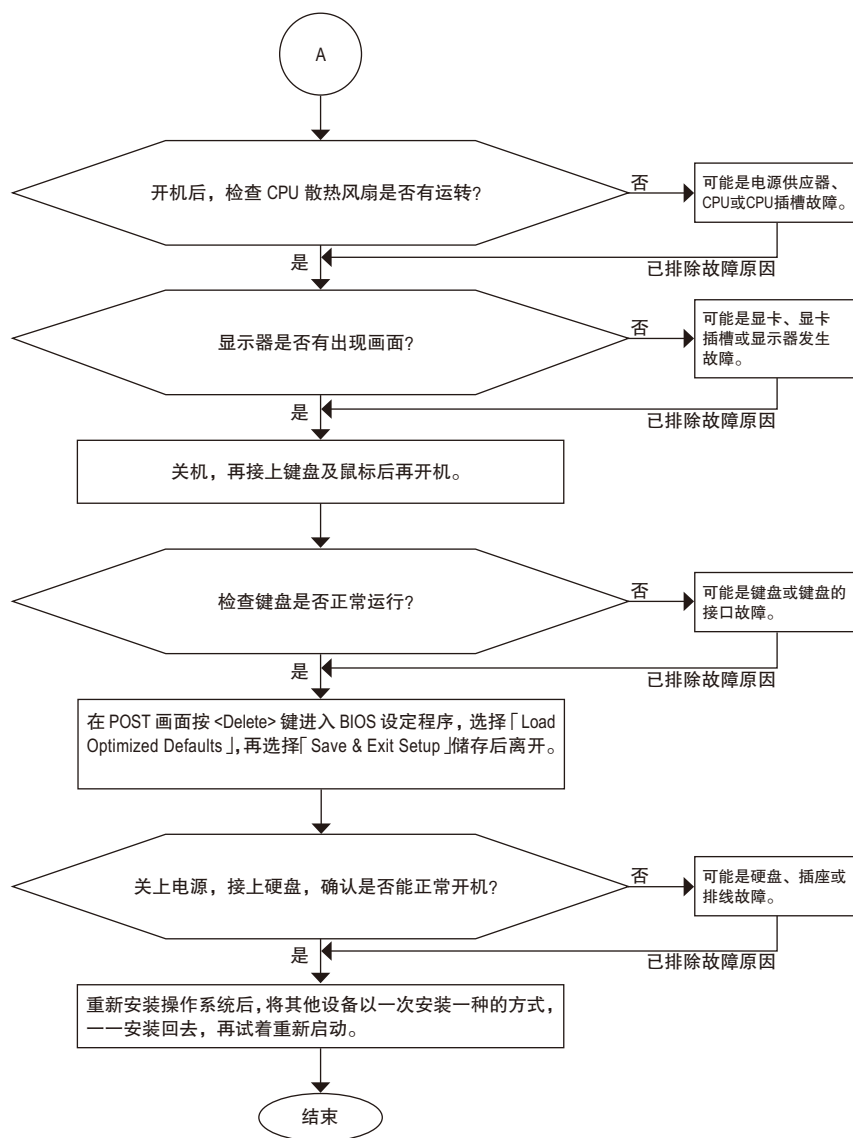 A
开机后，检查 CPU 散热风扇是否有运转?
否
可能是电源供应器、
CPU或CPU插槽故障。
是
已排除故障原因
显示器是否有出现画面?
否
可能是显卡、显卡
插槽或显示器发生
故障。
是
已排除故障原因
关机，再接上键盘及鼠标后再开机。
检查键盘是否正常运行?
否
可能是键盘或键盘的
接口故障。
是
已排除故障原因
在 POST 画面按 <Delete> 键进入 BIOS 设定程序，选择「Load
Optimized Defaults」，再选择「Save & Exit Setup」储存后离开。
关上电源，接上硬盘，确认是否能正常开机?
否
可能是硬盘、插座或
排线故障。
是
已排除故障原因
重新安装操作系统后，将其他设备以一次安装一种的方式，
一一安装回去，再试着重新启动。
结束